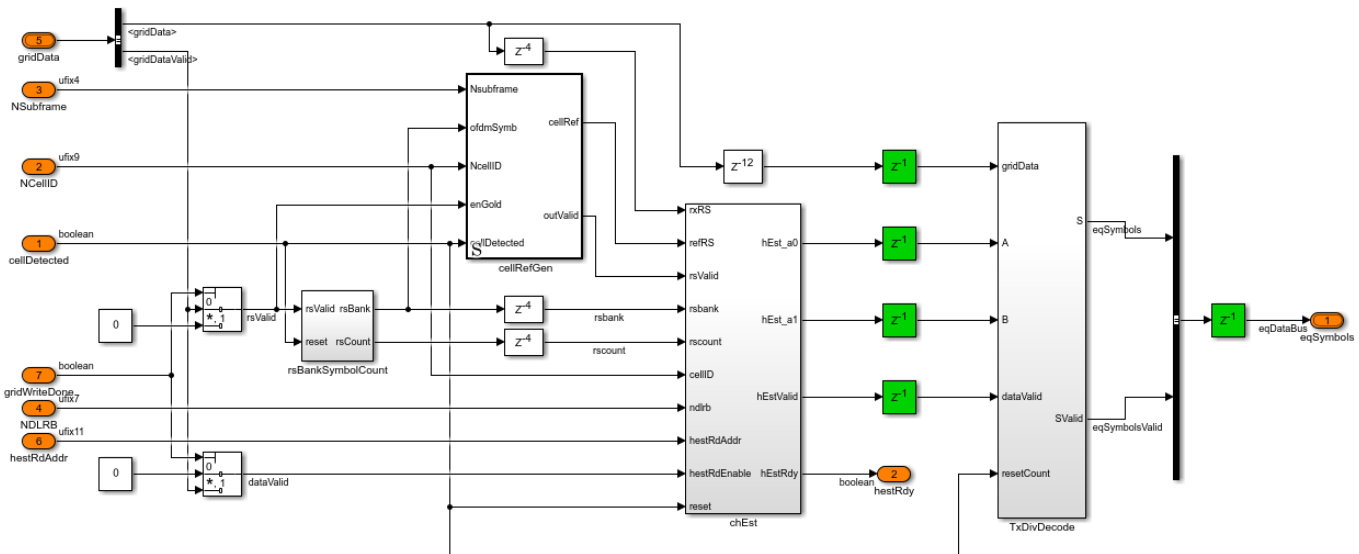 5
gridData
<gridData>
<gridDataValid>
Z-4
3
NSubframe
ufix4
2
NCellID
ufix9
1
cellDetected
boolean
Nsubframe
ofdmSymb
NcellID
enGold
cellDetected
S
cellRef
outValid
cellRefGen
Z-12
Z-1
0
0
*, 1
rsValid
rsValid
reset
rsBank
rsCount
rsBankSymbolCount
Z-4
rsbank
Z-4
rscount
7
gridWriteDone
boolean
4
NDLRB
ufix7
6
hestRdAddr
ufix11
0
0
*, 1
dataValid
rxRS
refRS
rsValid
rsbank
rscount
cellID
ndlrb
hestRdAddr
hestRdEnable
reset
hEst_a0
hEst_a1
hEstValid
hEstRdy
chEst
Z-1
Z-1
Z-1
boolean
2
hestRdy
gridData
A
B
dataValid
resetCount
S
SValid
TxDivDecode
eqSymbols
eqSymbolsValid
Z-1
eqDataBus
1
eqSymbols